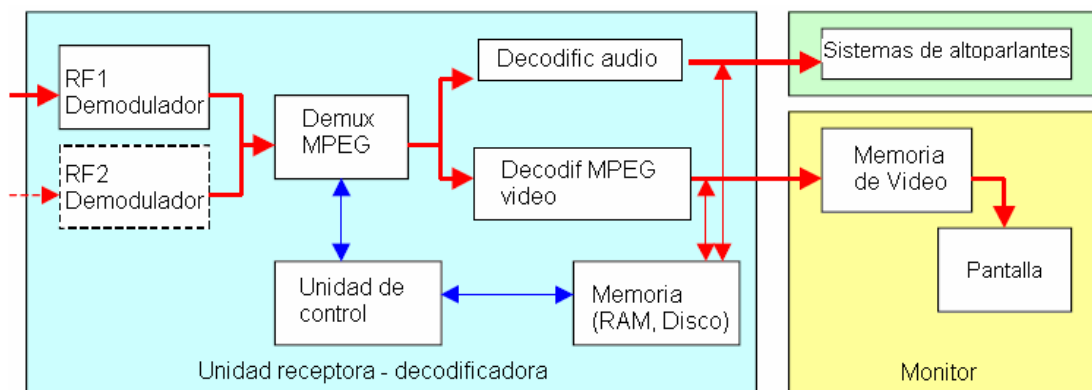 RF1
Demodulador
RF2
Demodulador
Demux
MPEG
Decodific audio
Decodif MPEG
video
Unidad de
control
Memoria
(RAM, Disco)
Unidad receptora - decodificadora
Sistemas de altoparlantes
Memoria
de Video
Pantalla
Monitor